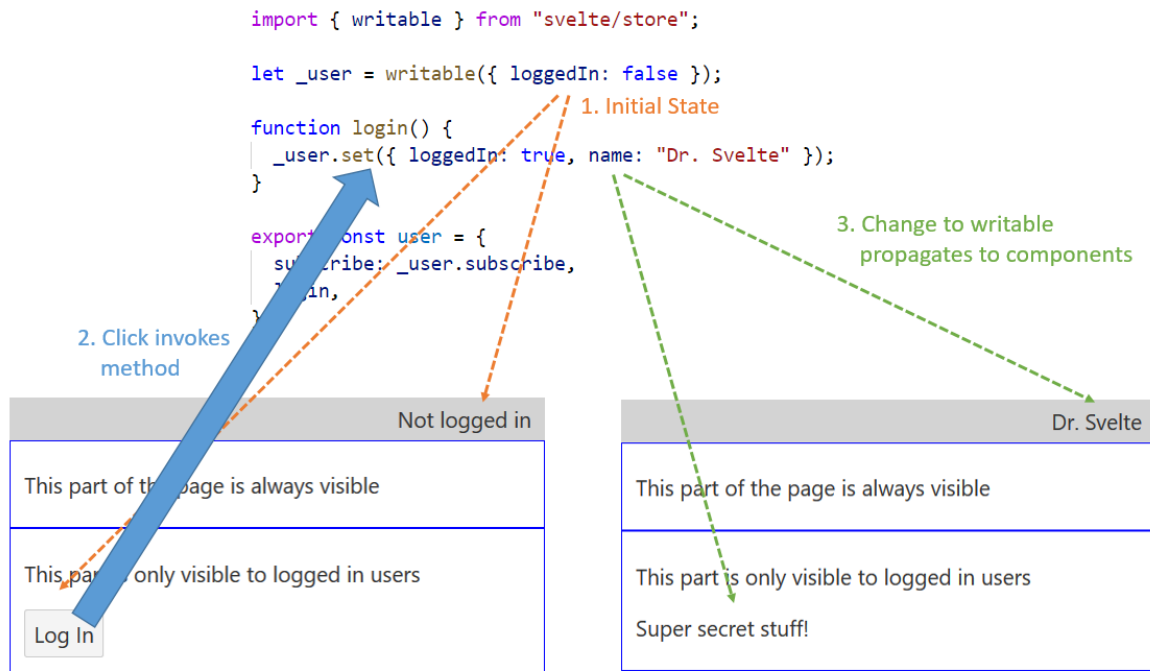 import { writable } from "svelte/store";
let _user = writable({ loggedIn: false });
1. Initial State
function login() {
_user.set({ loggedIn: true, name: "Dr. Svelte" });
}
3. Change to writable
propagates to components
export const user = {
subscribe: _user.subscribe,
login,
}
2. Click invokes
method
Not logged in
This part of the page is always visible
This part is only visible to logged in users
Log In
Dr. Svelte
This part of the page is always visible
This part is only visible to logged in users
Super secret stuff!